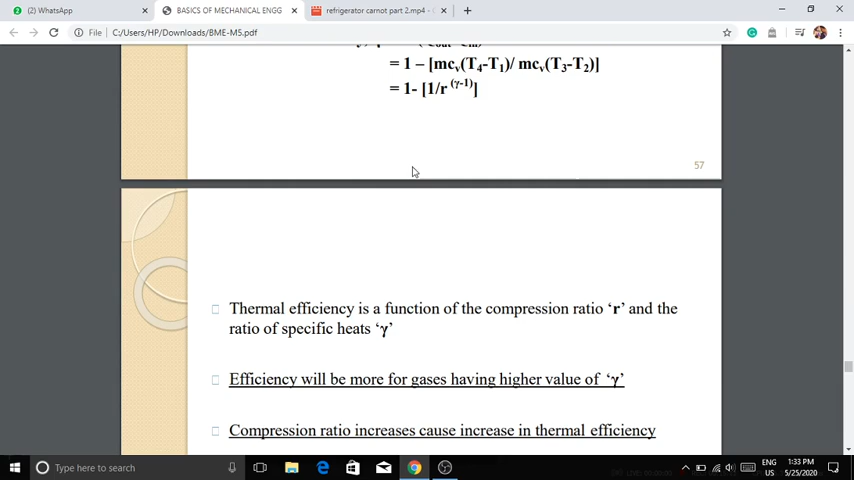 (2) WhatsApp
BASICS OF MECHANICAL ENGG
refrigerator carnot part 2.mp4 -
File | C:/Users/HP/Downloads/BME-M5.pdf
= 1 – [mcv(T4-T1)/ mcv(T3-T2)]
= 1- [1/r (γ-1)]
57
Thermal efficiency is a function of the compression ratio ‘r’ and the
ratio of specific heats ‘γ’
Efficiency will be more for gases having higher value of ‘γ’
Compression ratio increases cause increase in thermal efficiency
Type here to search
ENG
US
1:33 PM
5/25/2020